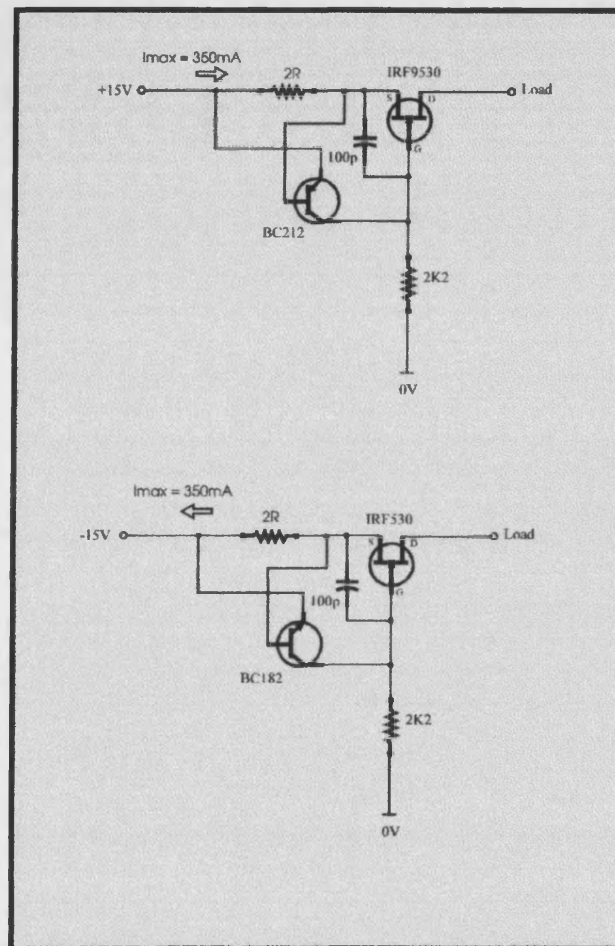 Imax = 350mA
2R
IRF9530
+15V
S
D
Load
G
100p
BC212
2K2
0V
Imax = 350mA
2R
IRF530
-15V
S
D
Load
G
100p
BC182
2K2
0V